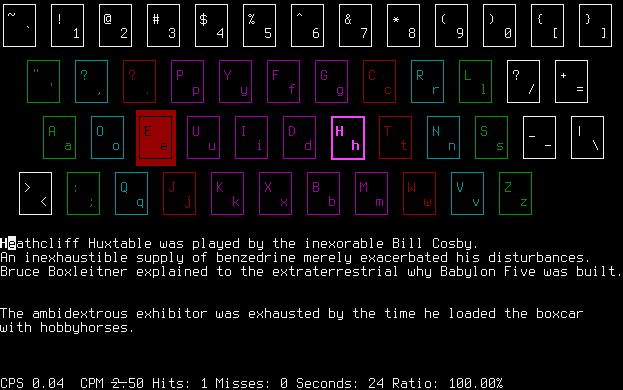 ~ ` ! 1 @ 2 # 3 $ 4 % 5 ^ 6 & 7 * 8 ( 9 ) 0 { [ } ]
" ' ? , ? . P p Y y F f G g C c R r L l ? / + =
A a O o E e U u I i D d H h T t N n S s _ - | \
> < : ; Q q J j K k X x B b M m W w V v Z z
Heathcliff Huxtable was played by the inexorable Bill Cosby.
An inexhaustible supply of benzedrine merely exacerbated his disturbances.
Bruce Boxleitner explained to the extraterrestrial why Babylon Five was built.
The ambidextrous exhibitor was exhausted by the time he loaded the boxcar
with hobbyhorses.
CPS 0.04 CPM 2.50 Hits: 1 Misses: 0 Seconds: 24 Ratio: 100.00%